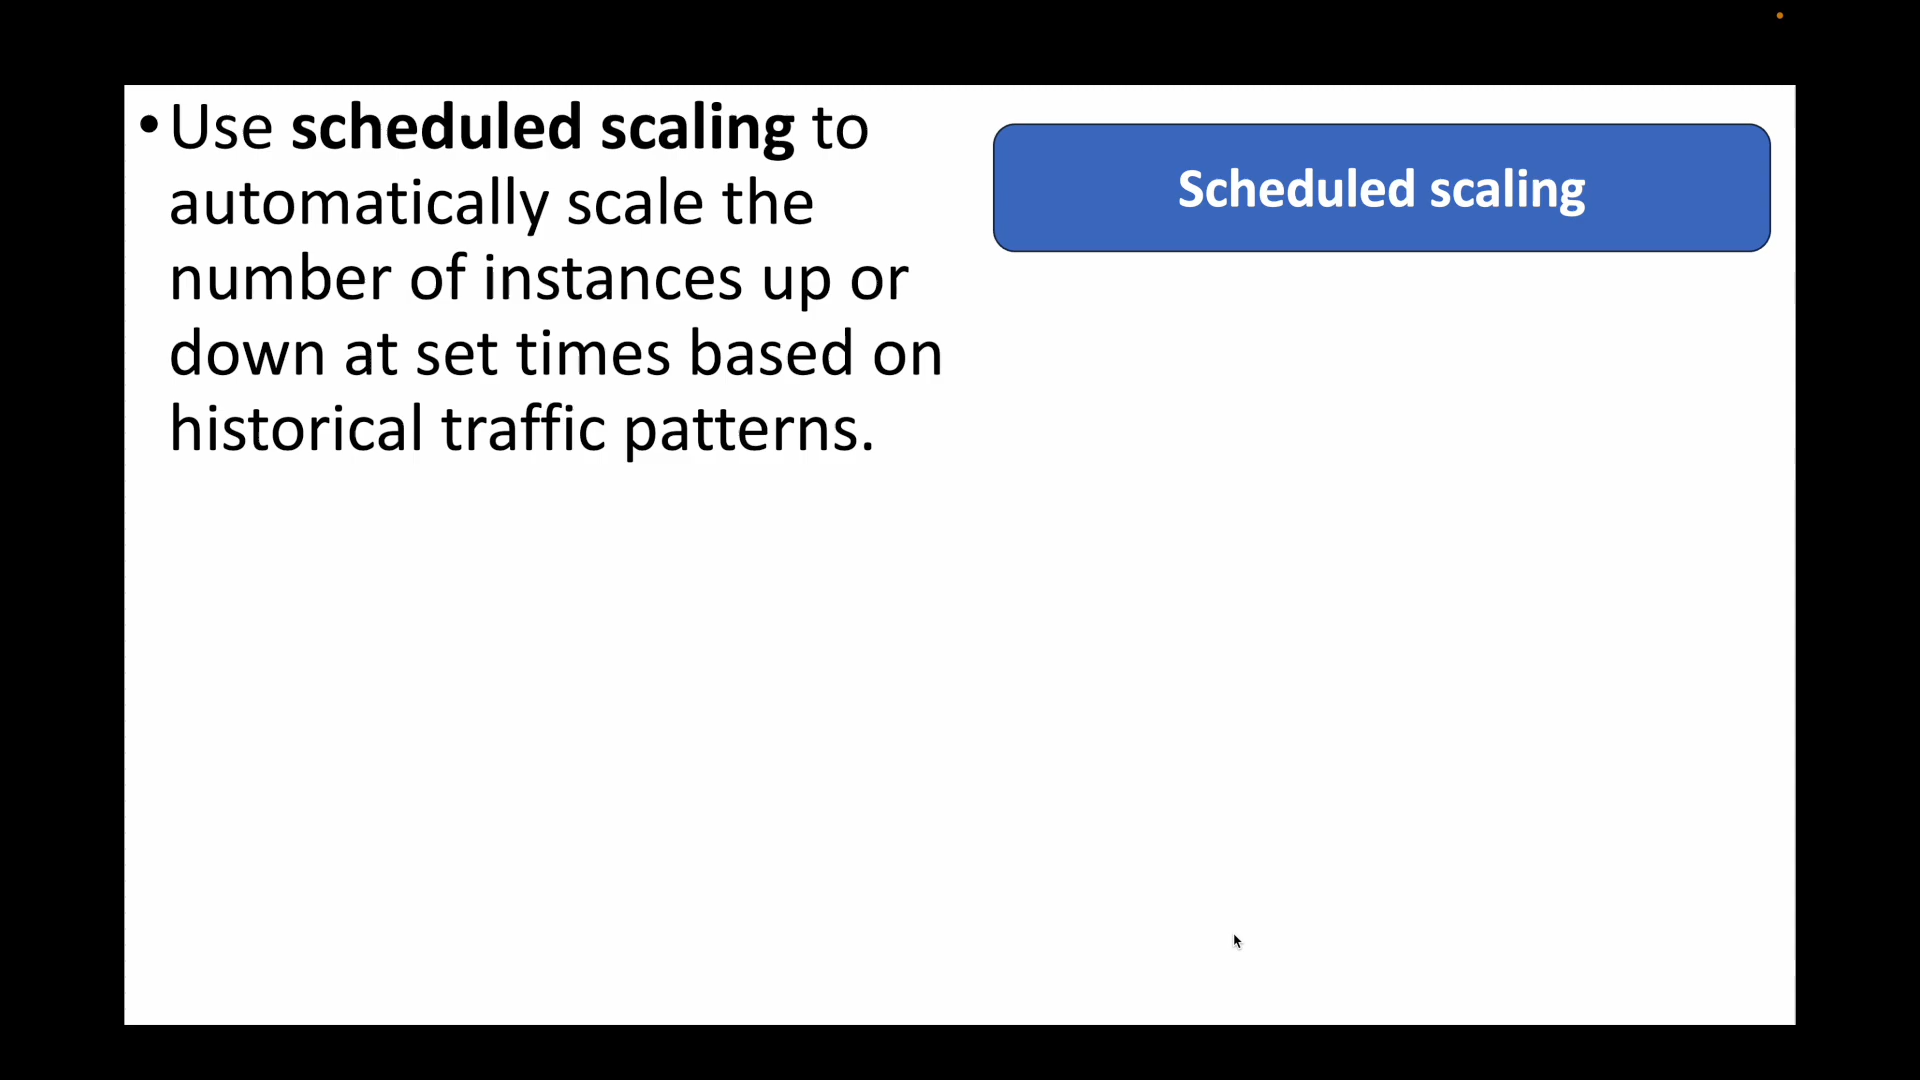 • Use scheduled scaling to
automatically scale the
number of instances up or
down at set times based on
historical traffic patterns.
Scheduled scaling